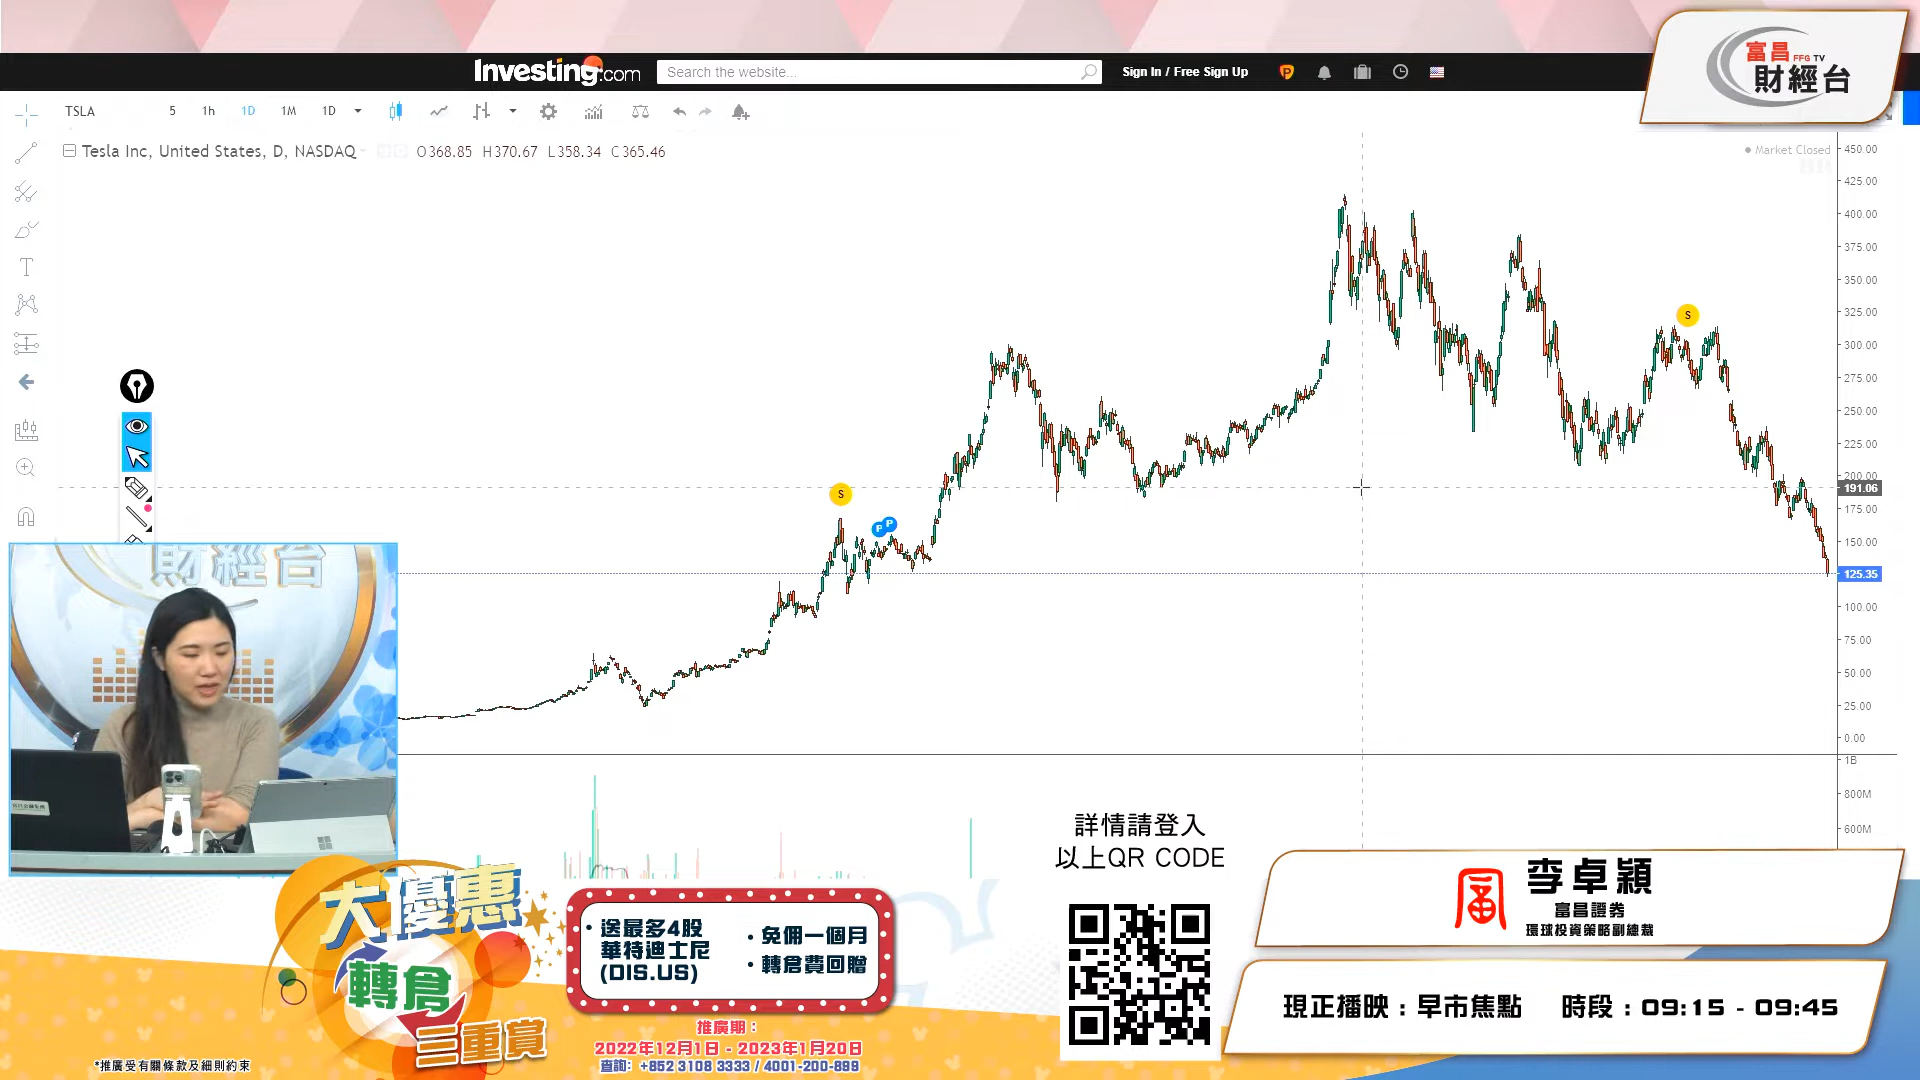 Investing.com
Search the website...
Sign In / Free Sign Up
富昌 FFG TV
財經台
TSLA 5 1h 1D 1M 1D
Tesla Inc, United States, D, NASDAQ O368.85 H370.67 L358.34 C365.46
Market Closed
450.00
425.00
400.00
375.00
350.00
325.00
300.00
275.00
250.00
225.00
200.00
191.06
175.00
150.00
125.35
100.00
75.00
50.00
25.00
0.00
1B
800M
600M
S
P
P
S
財經台
詳情請登入
以上QR CODE
大優惠
轉倉
三重賞
• 送最多4股
華特迪士尼
(DIS.US)
• 免佣一個月
• 轉倉費回贈
推廣期：
2022年12月1日 - 2023年1月20日
查詢：+852 3108 3333 / 4001-200-899
*推廣受有關條款及細則約束
李卓穎
富昌證券
環球投資策略副總裁
現正播映：早市焦點 時段：09:15 - 09:45